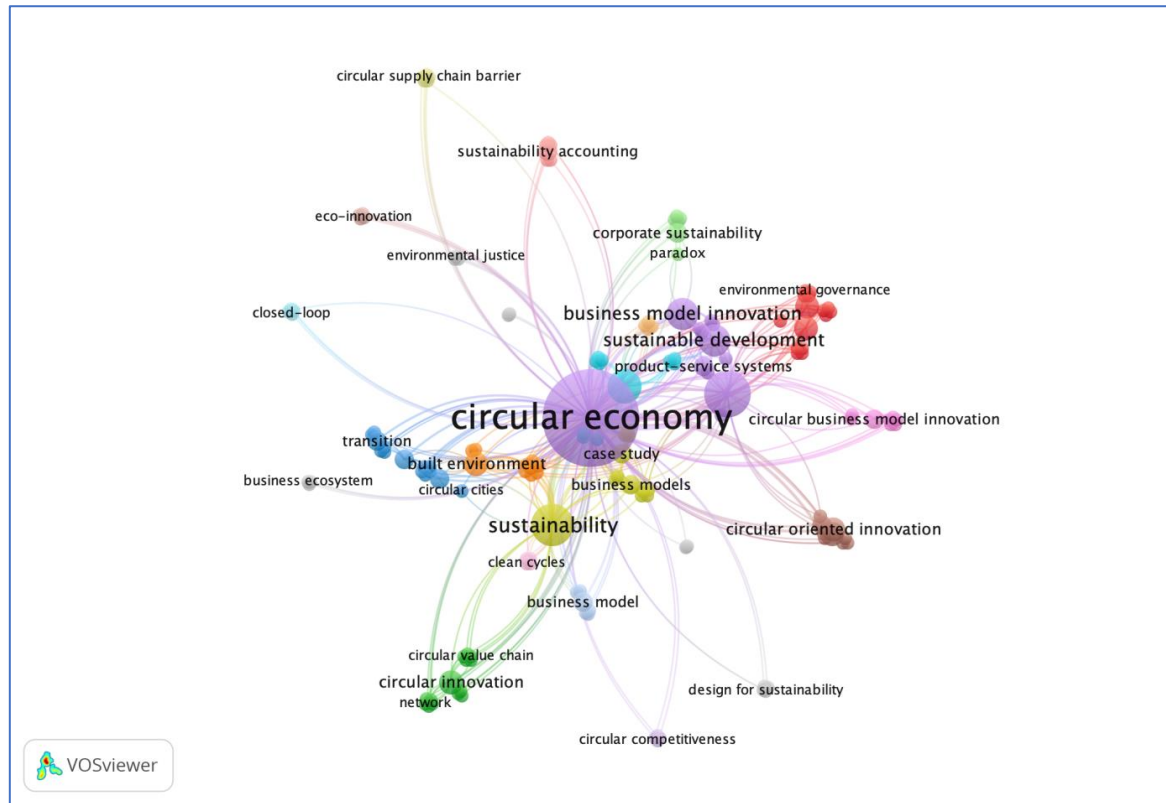 circular supply chain barrier
sustainability accounting
eco-innovation
corporate sustainability
environmental justice
paradox
environmental governance
closed-loop
business model innovation
sustainable development
product-service systems
circular economy
circular business model innovation
transition
case study
built environment
business ecosystem
circular cities
business models
sustainability
circular oriented innovation
clean cycles
business model
circular value chain
circular innovation
design for sustainability
network
circular competitiveness
VOSviewer